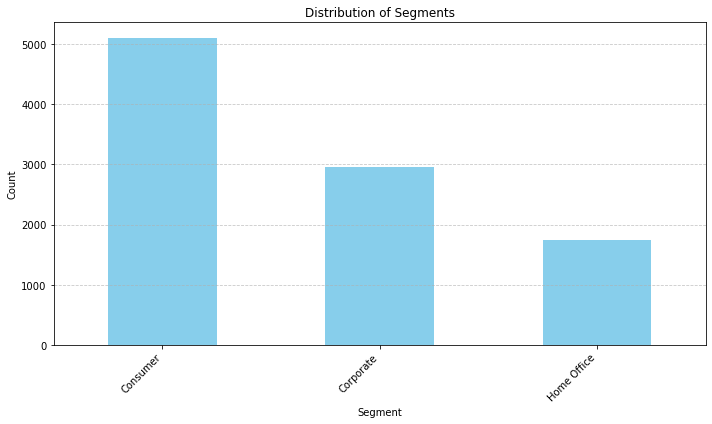 Distribution of Segments
Count
5000
4000
3000
2000
1000
0
Consumer
Corporate
Home Office
Segment